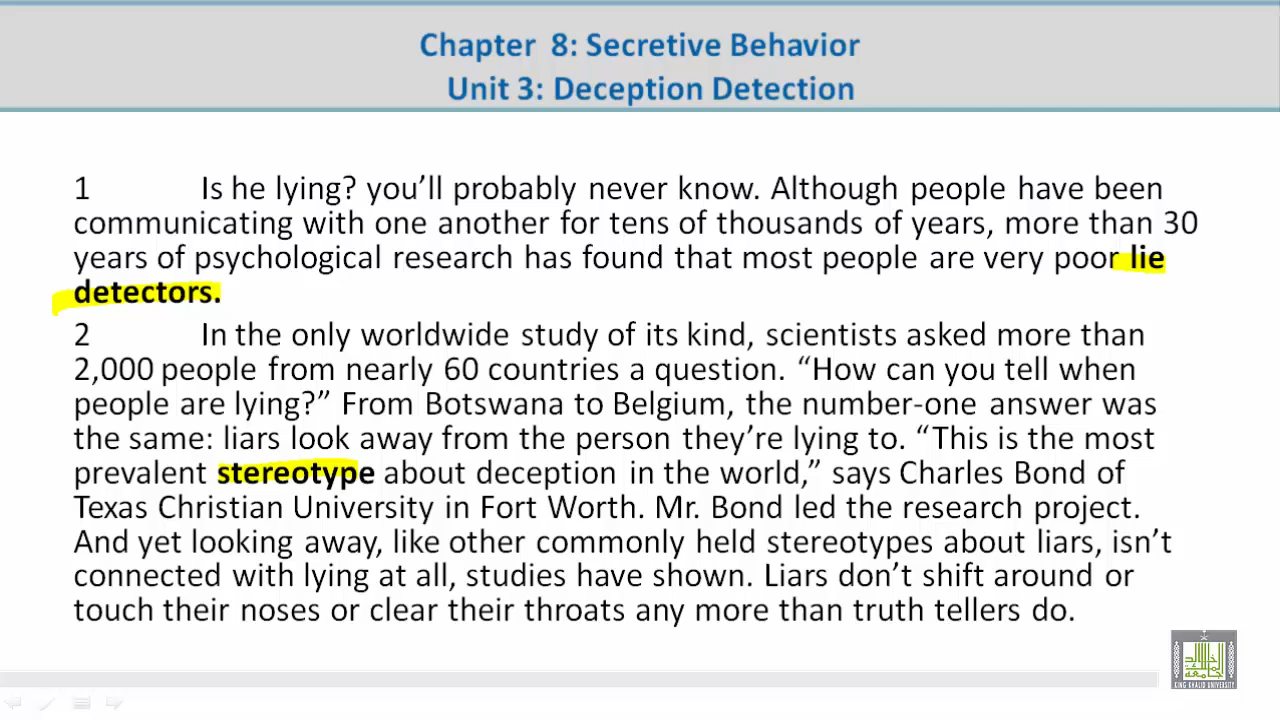 Chapter 8: Secretive Behavior
Unit 3: Deception Detection
1 Is he lying? you’ll probably never know. Although people have been
communicating with one another for tens of thousands of years, more than 30
years of psychological research has found that most people are very poor lie
detectors.
2 In the only worldwide study of its kind, scientists asked more than
2,000 people from nearly 60 countries a question. “How can you tell when
people are lying?” From Botswana to Belgium, the number-one answer was
the same: liars look away from the person they’re lying to. “This is the most
prevalent stereotype about deception in the world,” says Charles Bond of
Texas Christian University in Fort Worth. Mr. Bond led the research project.
And yet looking away, like other commonly held stereotypes about liars, isn’t
connected with lying at all, studies have shown. Liars don’t shift around or
touch their noses or clear their throats any more than truth tellers do.
KING KHALID UNIVERSITY